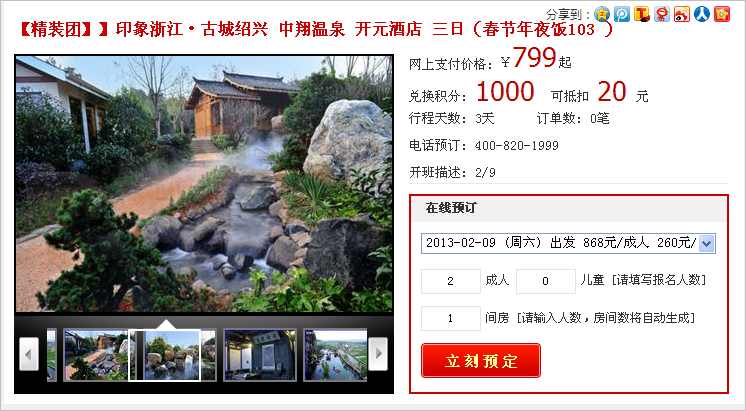 分享到：
【精装团】】印象浙江·古城绍兴 中翔温泉 开元酒店 三日（春节年夜饭103 ）
网上支付价格：￥799起
兑换积分：1000 可抵扣 20 元
行程天数：3天 订单数：0笔
电话预订：400-820-1999
开班描述：2/9
在线预订
2013-02-09 (周六) 出发 868元/成人 260元/
2 成人 0 儿童 [请填写报名人数]
1 间房 [请输入人数，房间数将自动生成]
立刻预定